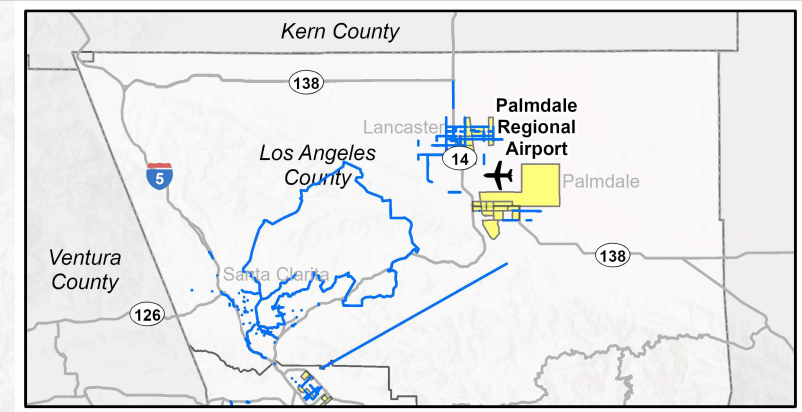 Kern County
138
Palmdale
Regional
Airport
Lancaster
14
Los Angeles
County
5
Palmdale
Ventura
County
138
Santa Clarita
126